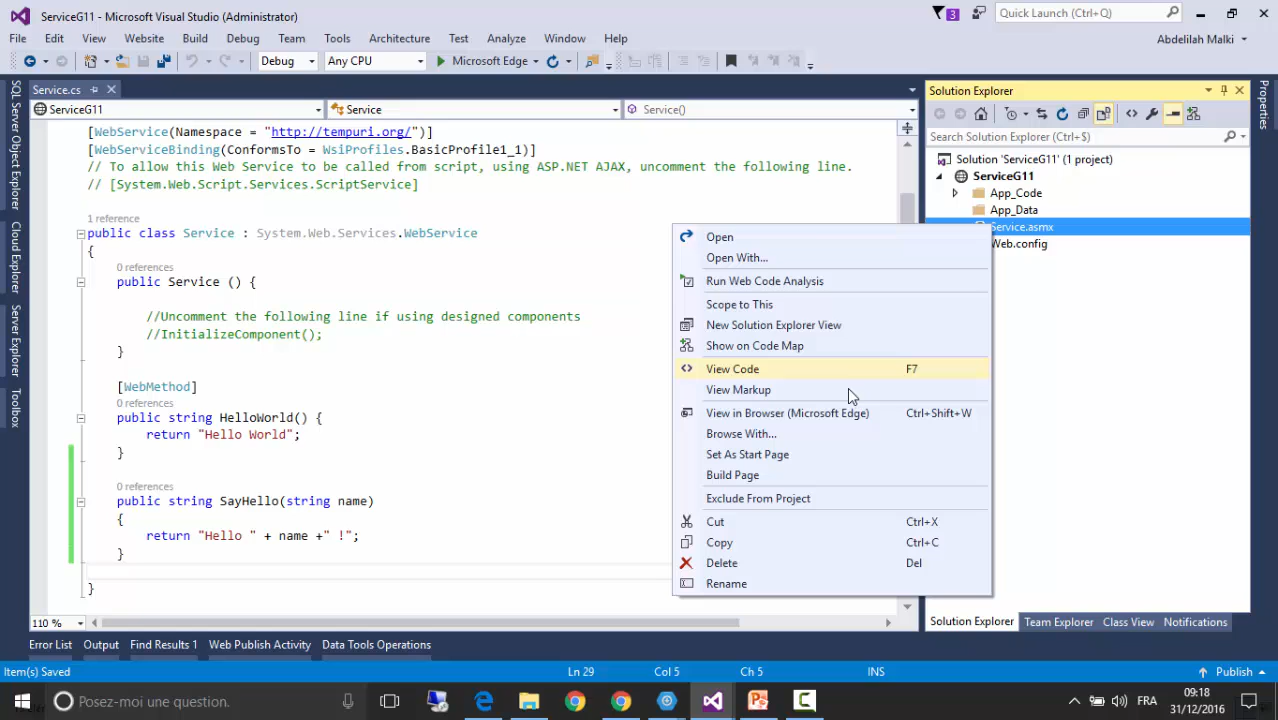 ServiceG11 - Microsoft Visual Studio (Administrator)
3
Quick Launch (Ctrl+Q)
File Edit View Website Build Debug Team Tools Architecture Test Analyze Window Help
Abdelilah Malki
Debug Any CPU Microsoft Edge
SQL Server Object Explorer
Cloud Explorer
Server Explorer
Toolbox
Service.cs
ServiceG11 Service Service()
[WebService(Namespace = "http://tempuri.org/")]
[WebServiceBinding(ConformsTo = WsiProfiles.BasicProfile1_1)]
// To allow this Web Service to be called from script, using ASP.NET AJAX, uncomment the following line.
// [System.Web.Script.Services.ScriptService]
1 reference
public class Service : System.Web.Services.WebService
{
0 references
public Service () {
//Uncomment the following line if using designed components
//InitializeComponent();
}
[WebMethod]
0 references
public string HelloWorld() {
return "Hello World";
}
0 references
public string SayHello(string name)
{
return "Hello " + name +" !";
}
}
110 %
Open
Open With...
Run Web Code Analysis
Scope to This
New Solution Explorer View
Show on Code Map
View Code F7
View Markup
View in Browser (Microsoft Edge) Ctrl+Shift+W
Browse With...
Set As Start Page
Build Page
Exclude From Project
Cut Ctrl+X
Copy Ctrl+C
Delete Del
Rename
Solution Explorer
Search Solution Explorer (Ctrl+$)
Solution 'ServiceG11' (1 project)
ServiceG11
App_Code
App_Data
Service.asmx
Web.config
Solution Explorer Team Explorer Class View Notifications
Properties
Error List Output Find Results 1 Web Publish Activity Data Tools Operations
Item(s) Saved Ln 29 Col 5 Ch 5 INS Publish
Posez-moi une question.
FRA
09:18
31/12/2016